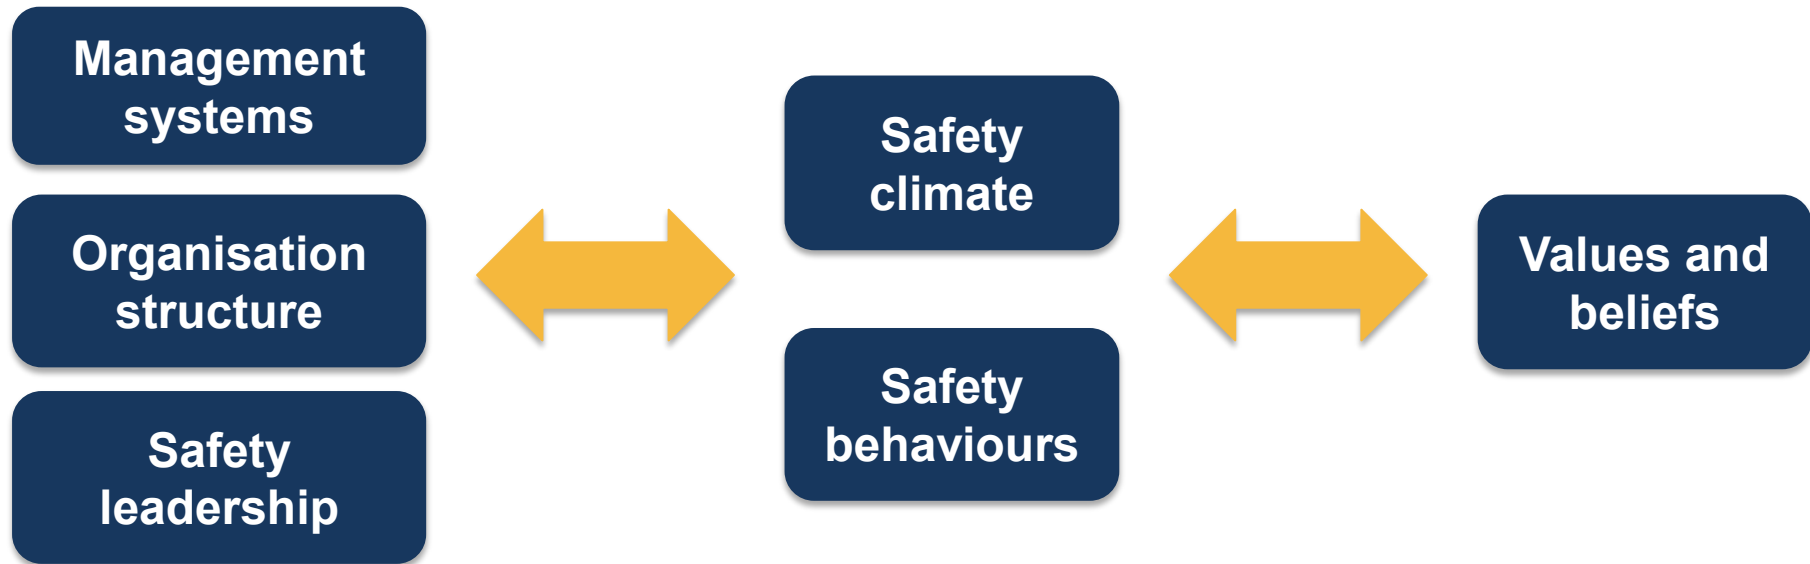 Management
systems
Organisation
structure
Safety
leadership
Safety
climate
Safety
behaviours
Values and
beliefs